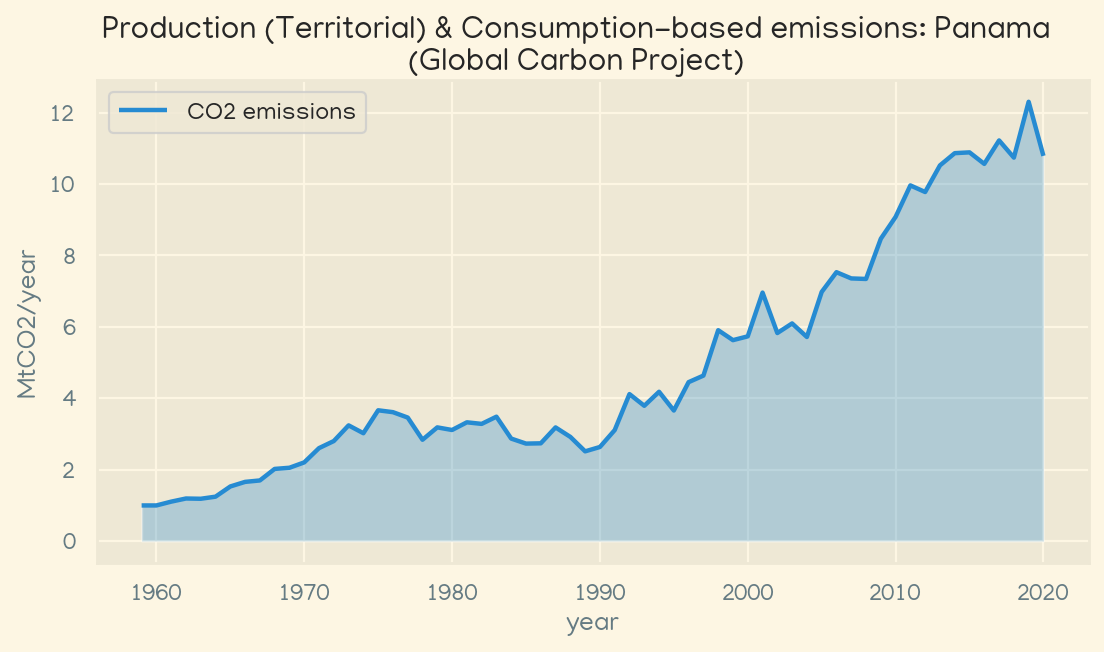 Production (Territorial) & Consumption-based emissions: Panama
(Global Carbon Project)
CO2 emissions
MtCO2/year
12
10
8
6
4
2
0
1960 1970 1980 1990 2000 2010 2020
year